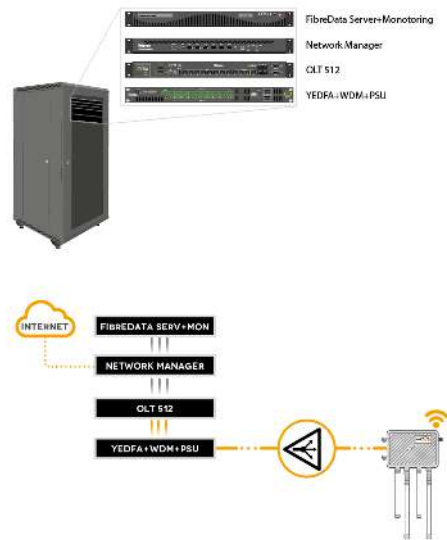 FibreData Server+Monotoring
Network Manager
OLT 512
YEDFA+WDM+PSU
INTERNET
FIBREDATA SERV+MON
NETWORK MANAGER
OLT 512
YEDFA+WDM+PSU